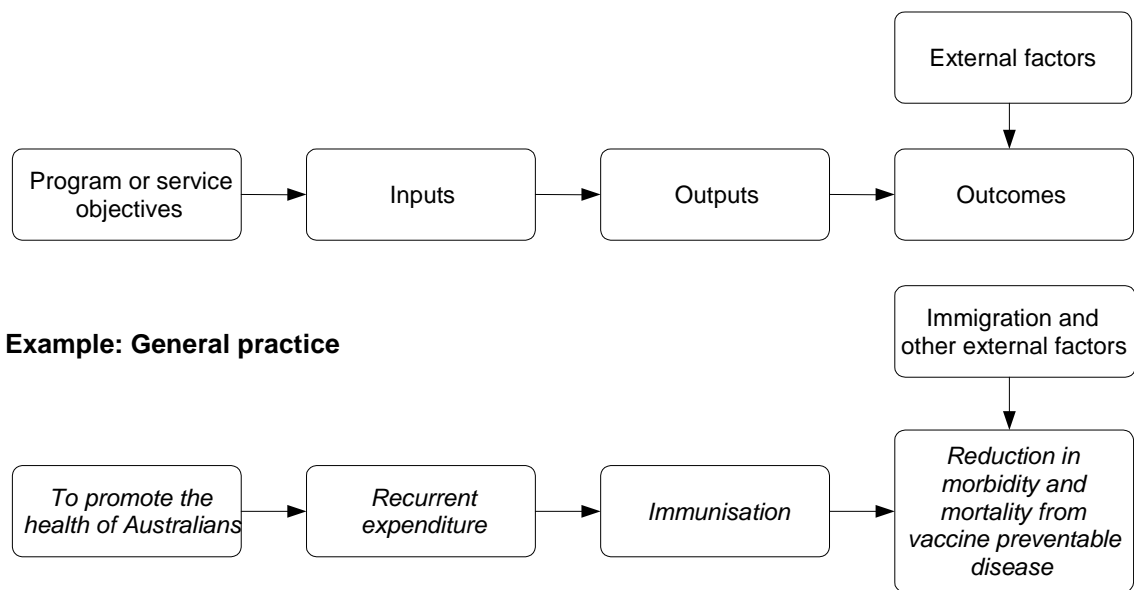 External factors
Program or service
objectives
Inputs
Outputs
Outcomes
Example: General practice
Immigration and
other external factors
To promote the
health of Australians
Recurrent
expenditure
Immunisation
Reduction in
morbidity and
mortality from
vaccine preventable
disease